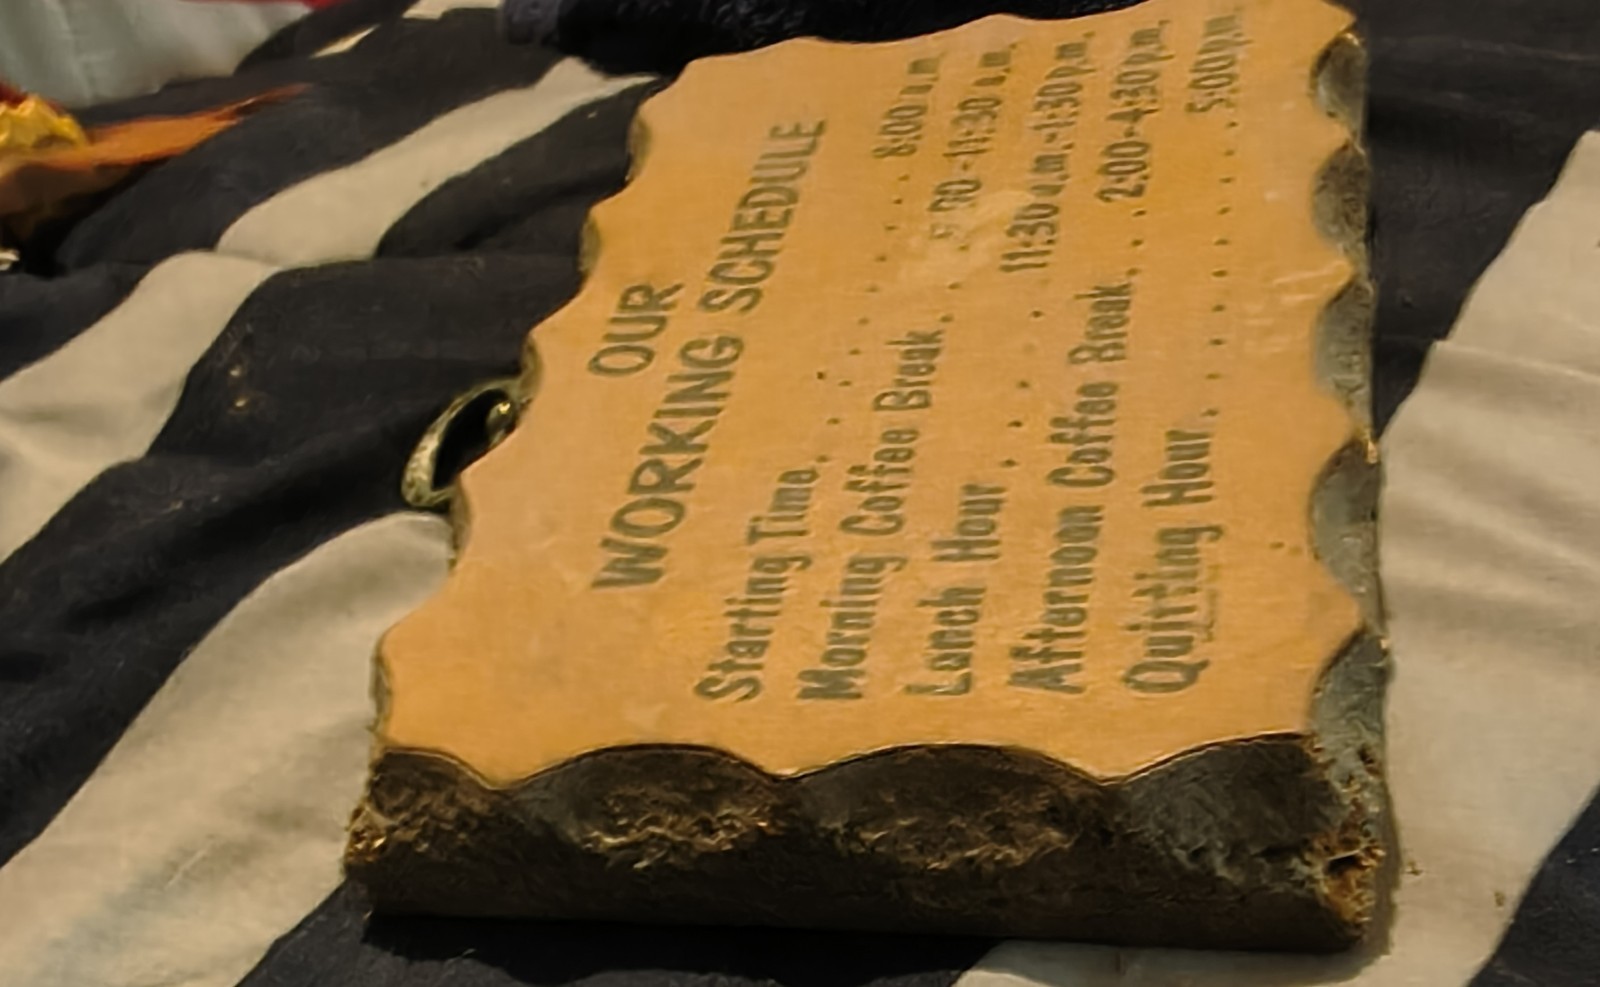 OUR
WORKING SCHEDULE
Starting Time . . . . . . . . . 8:00 a.m.
Morning Coffee Break . . . -11:30 a.m.
Lunch Hour . . . . 11:30 a.m.-1:30 p.m.
Afternoon Coffee Break . . . 2:00-4:30 p.m.
Quitting Hour . . . . . . . . . 5:00 p.m.